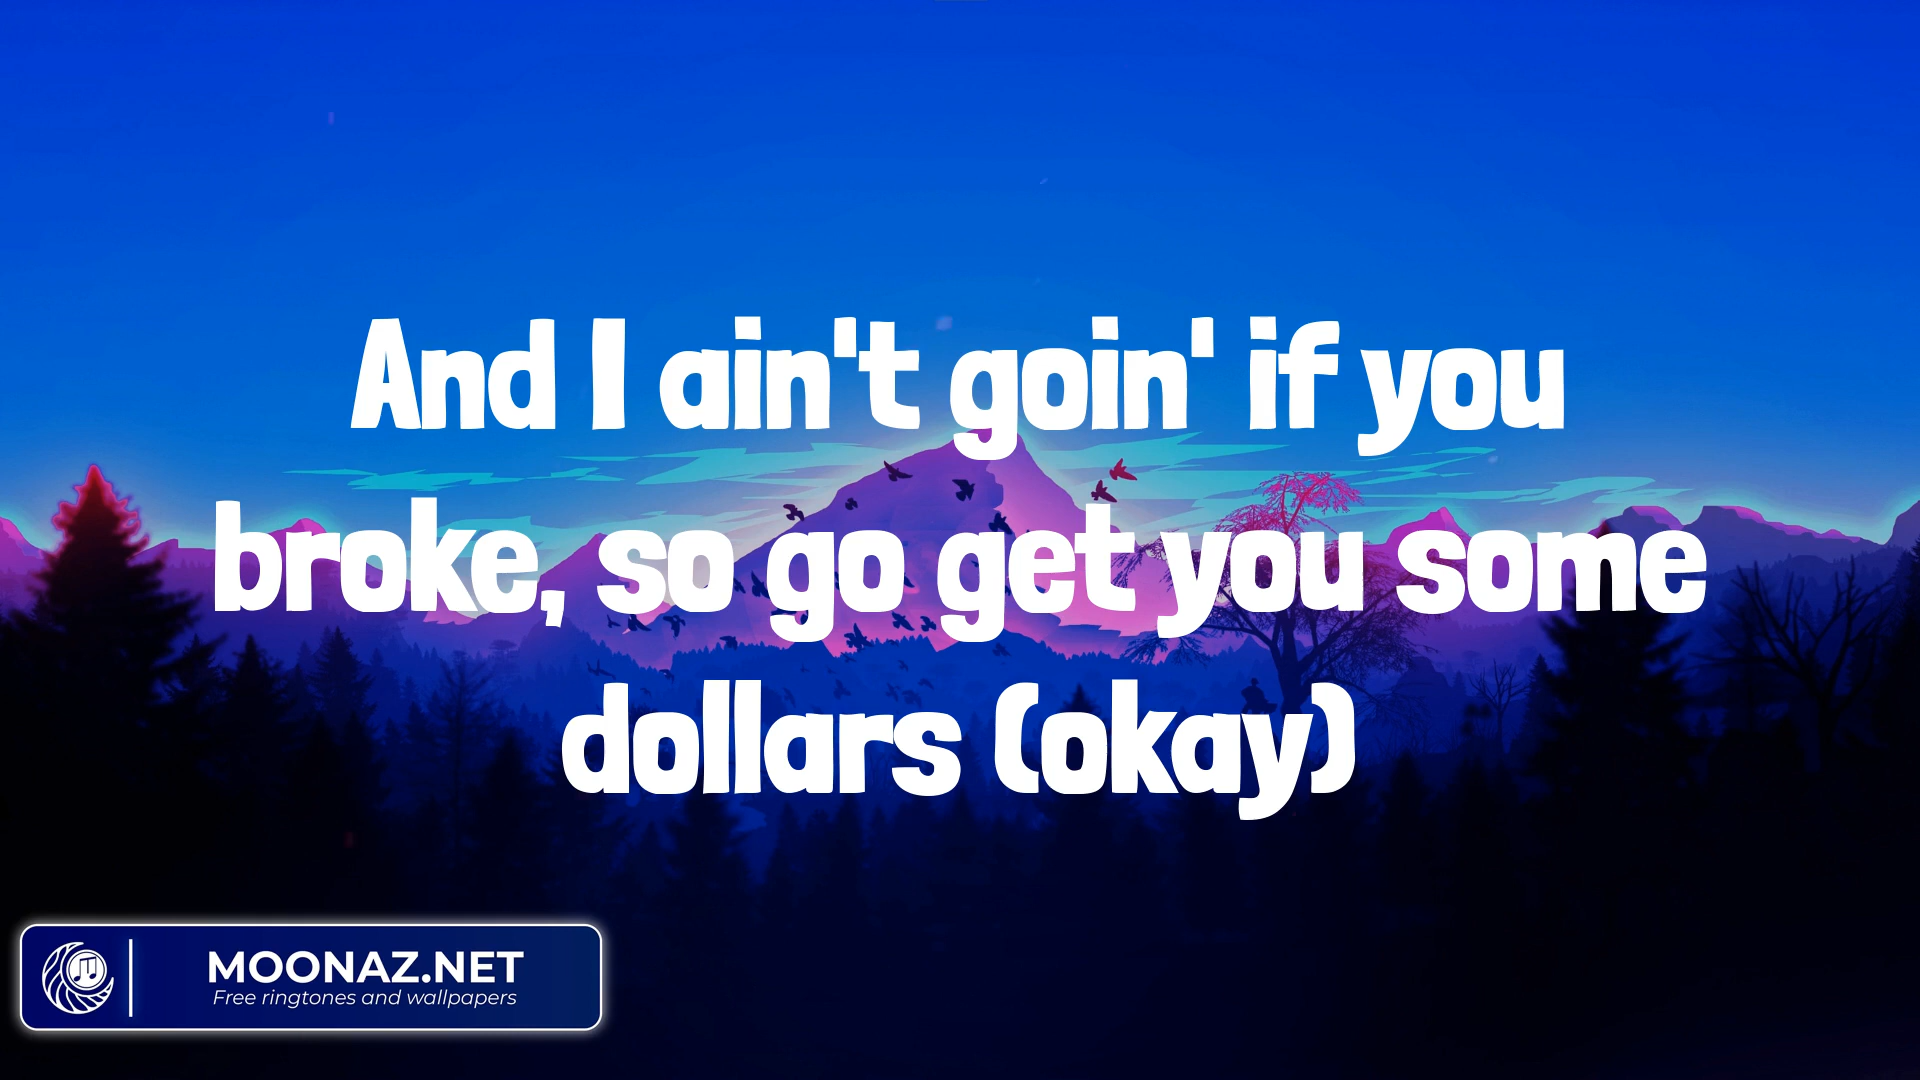 And I ain't goin' if you
broke, so go get you some
dollars (okay)
MOONAZ.NET
Free ringtones and wallpapers